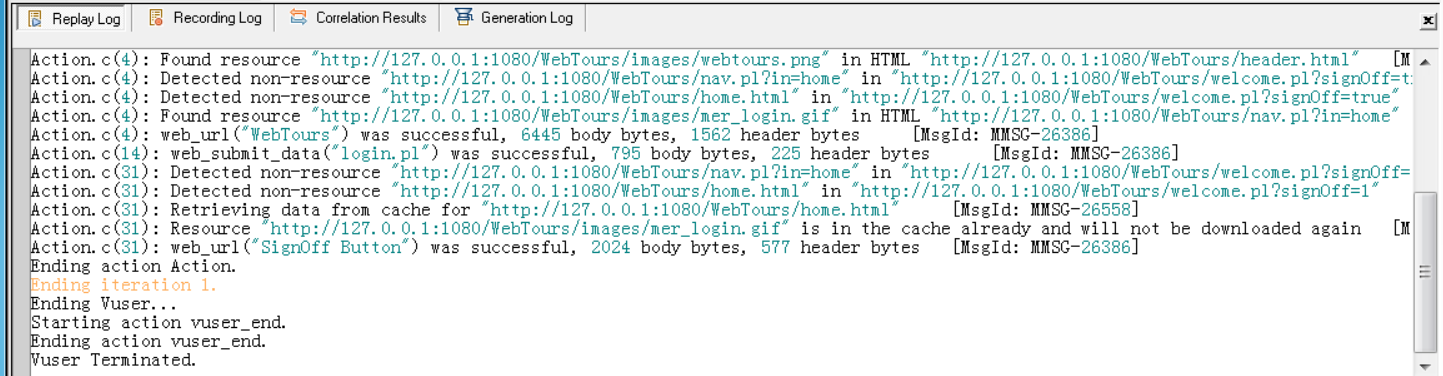 Replay Log Recording Log Correlation Results Generation Log
Action.c(4): Found resource "http://127.0.0.1:1080/WebTours/images/webtours.png" in HTML "http://127.0.0.1:1080/WebTours/header.html" [M
Action.c(4): Detected non-resource "http://127.0.0.1:1080/WebTours/nav.pl?in=home" in "http://127.0.0.1:1080/WebTours/welcome.pl?signOff=t
Action.c(4): Detected non-resource "http://127.0.0.1:1080/WebTours/home.html" in "http://127.0.0.1:1080/WebTours/welcome.pl?signOff=true"
Action.c(4): Found resource "http://127.0.0.1:1080/WebTours/images/mer_login.gif" in HTML "http://127.0.0.1:1080/WebTours/nav.pl?in=home"
Action.c(4): web_url("WebTours") was successful, 6445 body bytes, 1562 header bytes [MsgId: MMSG-26386]
Action.c(14): web_submit_data("login.pl") was successful, 795 body bytes, 225 header bytes [MsgId: MMSG-26386]
Action.c(31): Detected non-resource "http://127.0.0.1:1080/WebTours/nav.pl?in=home" in "http://127.0.0.1:1080/WebTours/welcome.pl?signOff=
Action.c(31): Detected non-resource "http://127.0.0.1:1080/WebTours/home.html" in "http://127.0.0.1:1080/WebTours/welcome.pl?signOff=1"
Action.c(31): Retrieving data from cache for "http://127.0.0.1:1080/WebTours/home.html" [MsgId: MMSG-26558]
Action.c(31): Resource "http://127.0.0.1:1080/WebTours/images/mer_login.gif" is in the cache already and will not be downloaded again [M
Action.c(31): web_url("SignOff Button") was successful, 2024 body bytes, 577 header bytes [MsgId: MMSG-26386]
Ending action Action.
Ending iteration 1.
Ending Vuser...
Starting action vuser_end.
Ending action vuser_end.
Vuser Terminated.